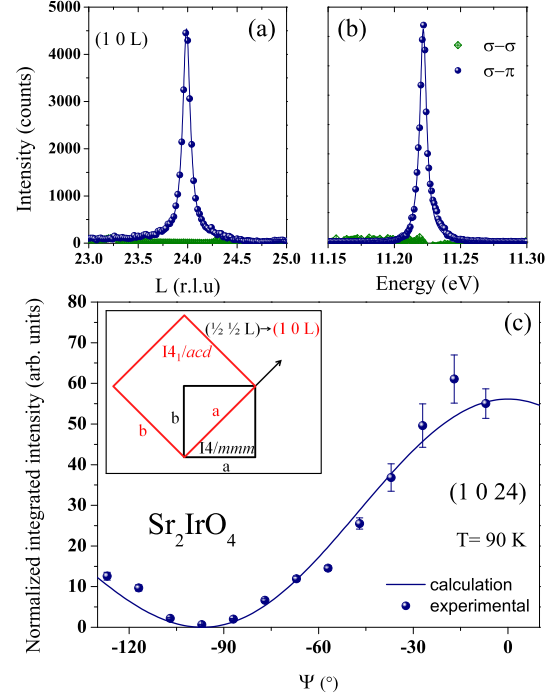 (1 0 L)
(a)
(b)
σ–σ
σ–π
5000
4000
3000
2000
1000
0
Intensity (counts)
23.0 23.5 24.0 24.5 25.0
L (r.l.u)
11.15 11.20 11.25 11.30
Energy (eV)
80
70
60
50
40
30
20
10
0
Normalized integrated intensity (arb. units)
(c)
(½ ½ L)→(1 0 L)
I4₁/acd
b
a
b
I4/mmm
a
(1 0 24)
Sr₂IrO₄
T= 90 K
calculation
experimental
-120 -90 -60 -30 0
Ψ (°)